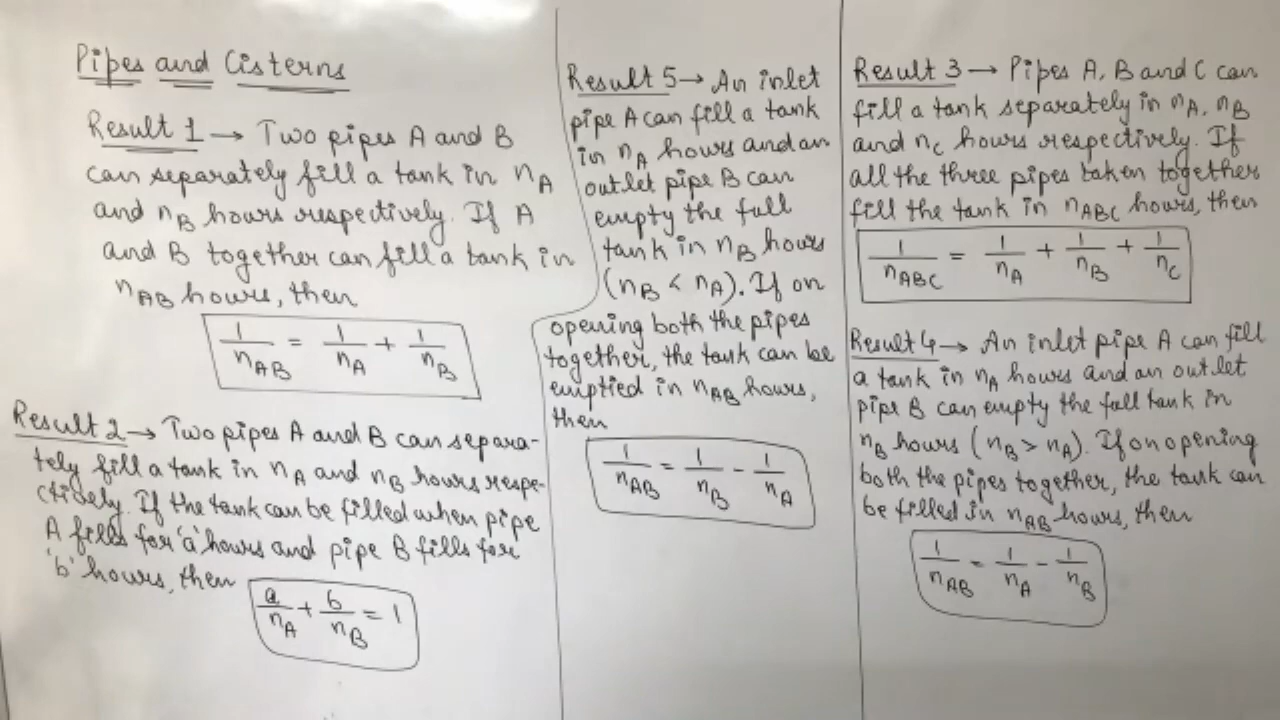 Pipes and Cisterns
Result 1 → Two pipes A and B
can separately fill a tank in nA
and nB hours respectively. If A
and B together can fill a tank in
nAB hours, then
1/nAB = 1/nA + 1/nB
Result 2 → Two pipes A and B can separa-
tely fill a tank in nA and nB hours respe-
ctively. If the tank can be filled when pipe
A fills for 'a' hours and pipe B fills for
'b' hours, then
a/nA + b/nB = 1
Result 5 → An inlet
pipe A can fill a tank
in nA hours and an
outlet pipe B can
empty the full
tank in nB hours
(nB < nA). If on
opening both the pipes
together, the tank can be
emptied in nAB hours,
then
1/nAB = 1/nB - 1/nA
Result 3 → Pipes A, B and C can
fill a tank separately in nA, nB
and nC hours respectively. If
all the three pipes taken together
fill the tank in nABC hours, then
1/nABC = 1/nA + 1/nB + 1/nC
Result 4 → An inlet pipe A can fill
a tank in nA hours and an outlet
pipe B can empty the full tank in
nB hours (nB > nA). If on opening
both the pipes together, the tank can
be filled in nAB hours, then
1/nAB = 1/nA - 1/nB